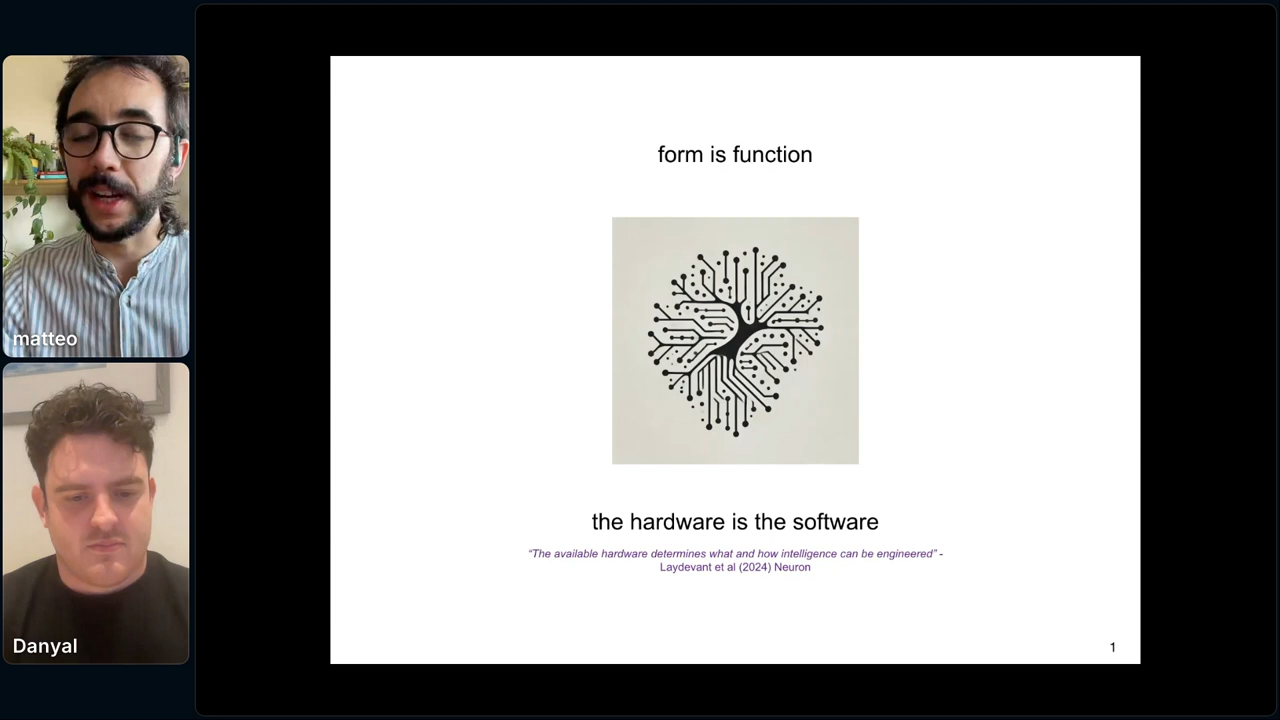 matteo
Danyal
form is function
the hardware is the software
“The available hardware determines what and how intelligence can be engineered” -
Laydevant et al (2024) Neuron
1